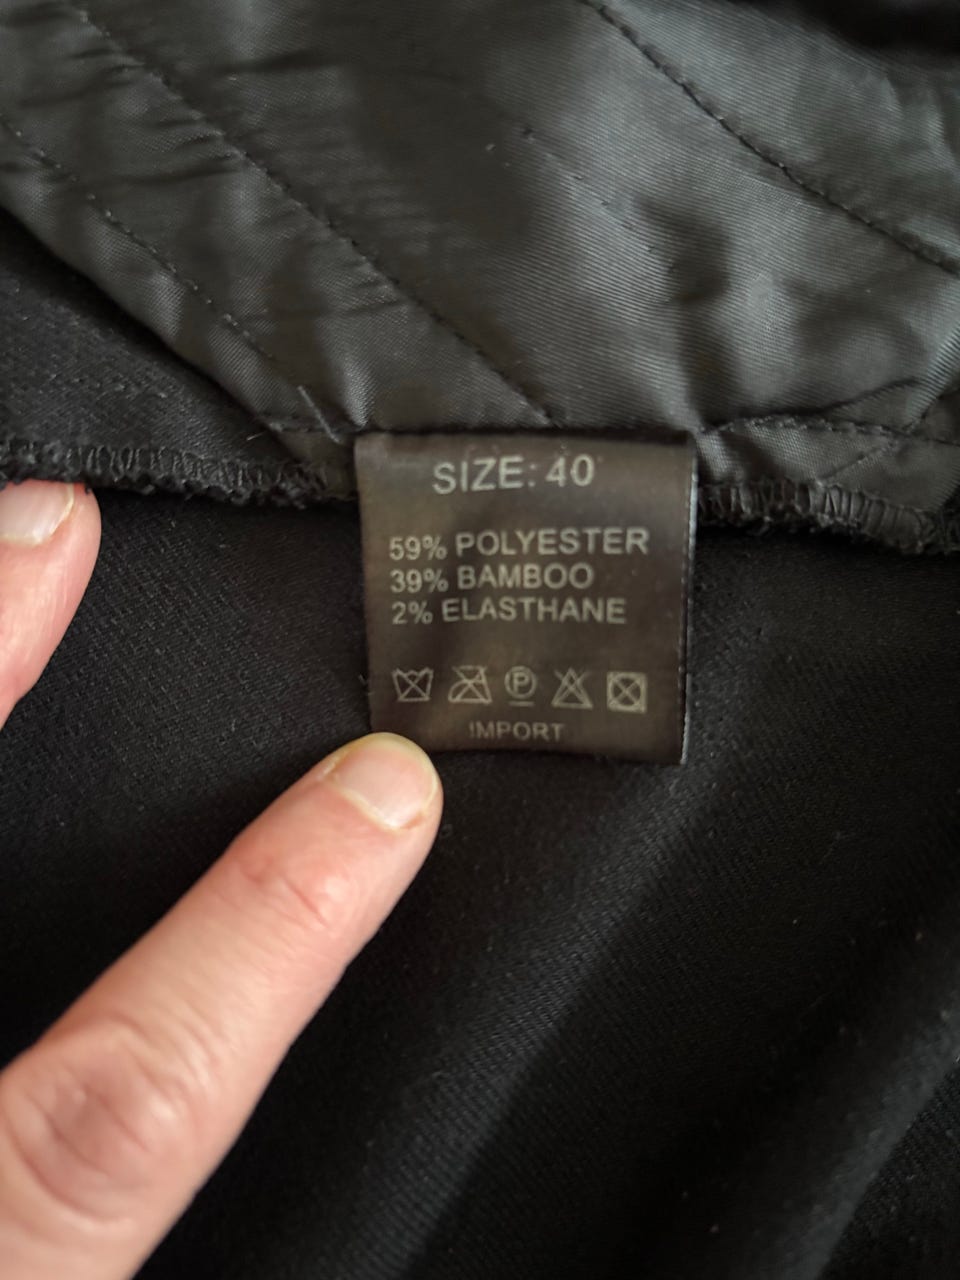 SIZE: 40
59% POLYESTER
39% BAMBOO
2% ELASTHANE
P
IMPORT